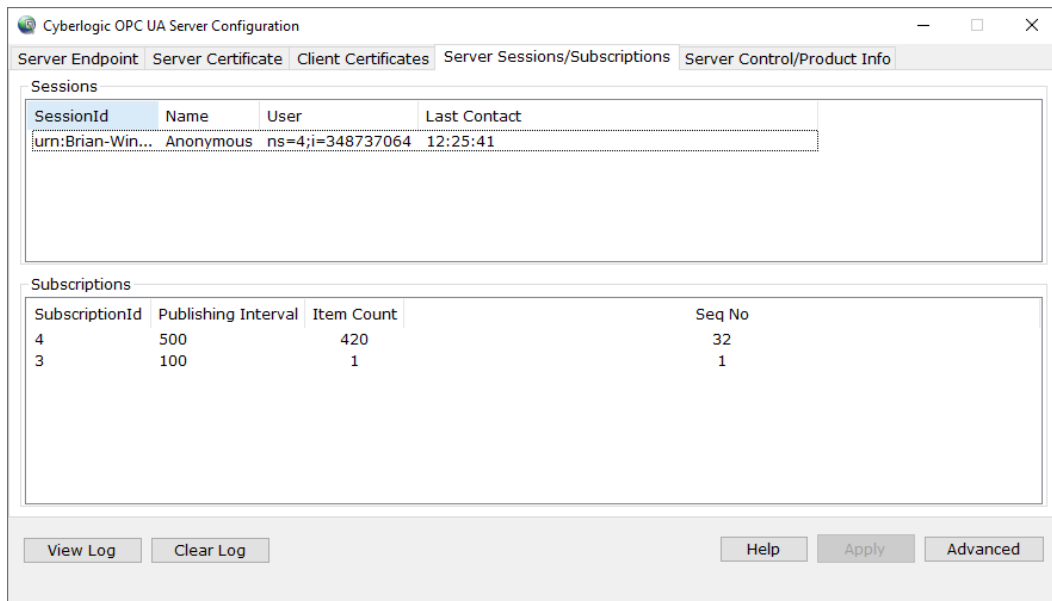 Cyberlogic OPC UA Server Configuration
Server Endpoint Server Certificate Client Certificates Server Sessions/Subscriptions Server Control/Product Info
Sessions
SessionId Name User Last Contact
urn:Brian-Win... Anonymous ns=4;i=348737064 12:25:41
Subscriptions
SubscriptionId Publishing Interval Item Count Seq No
4 500 420 32
3 100 1 1
View Log Clear Log Help Apply Advanced